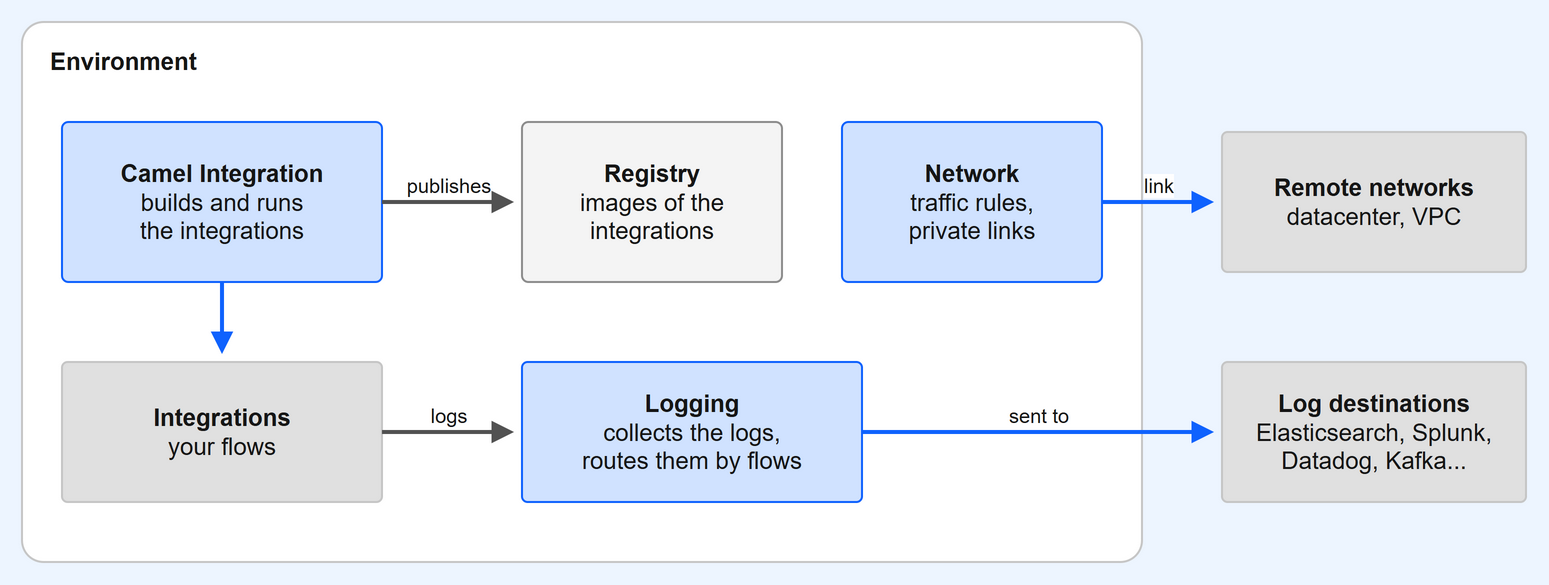 Environment
Camel Integration
builds and runs
the integrations
publishes
Registry
images of the
integrations
Network
traffic rules,
private links
link
Remote networks
datacenter, VPC
Integrations
your flows
logs
Logging
collects the logs,
routes them by flows
sent to
Log destinations
Elasticsearch, Splunk,
Datadog, Kafka...